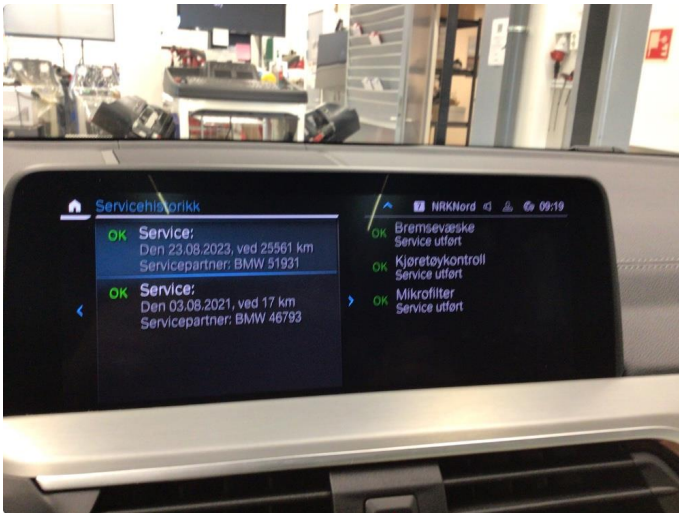 Servicehistorikk
7 NRKNord 09:19
OK Service:
Den 23.08.2023, ved 25561 km
Servicepartner: BMW 51931
OK Service:
Den 03.08.2021, ved 17 km
Servicepartner: BMW 46793
OK Bremsevæske
Service utført
OK Kjøretøykontroll
Service utført
OK Mikrofilter
Service utført